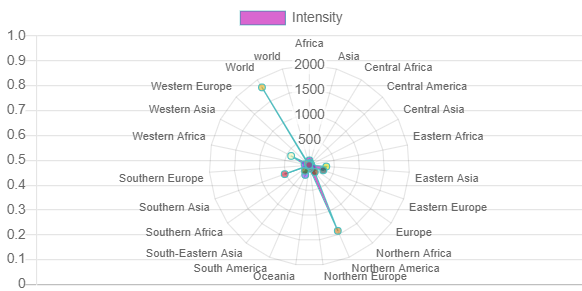 Intensity
1.0
0.9
0.8
0.7
0.6
0.5
0.4
0.3
0.2
0.1
0
2000
1500
1000
500
Africa
Asia
Central Africa
Central America
Central Asia
Eastern Africa
Eastern Asia
Eastern Europe
Europe
Northern Africa
Northern America
Northern Europe
Oceania
South America
South-Eastern Asia
Southern Africa
Southern Asia
Southern Europe
Western Africa
Western Asia
Western Europe
World
world